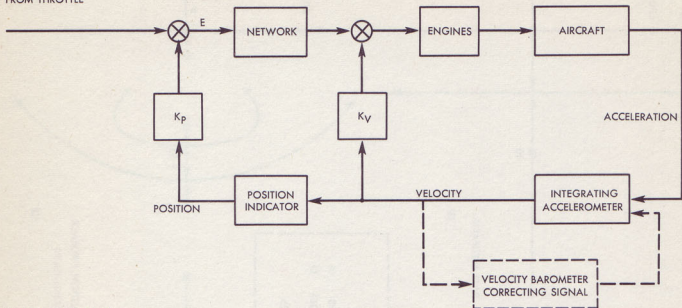 FROM THROTTLE
E
NETWORK
ENGINES
AIRCRAFT
KP
KV
ACCELERATION
POSITION
POSITION
INDICATOR
VELOCITY
INTEGRATING
ACCELEROMETER
VELOCITY BAROMETER
CORRECTING SIGNAL